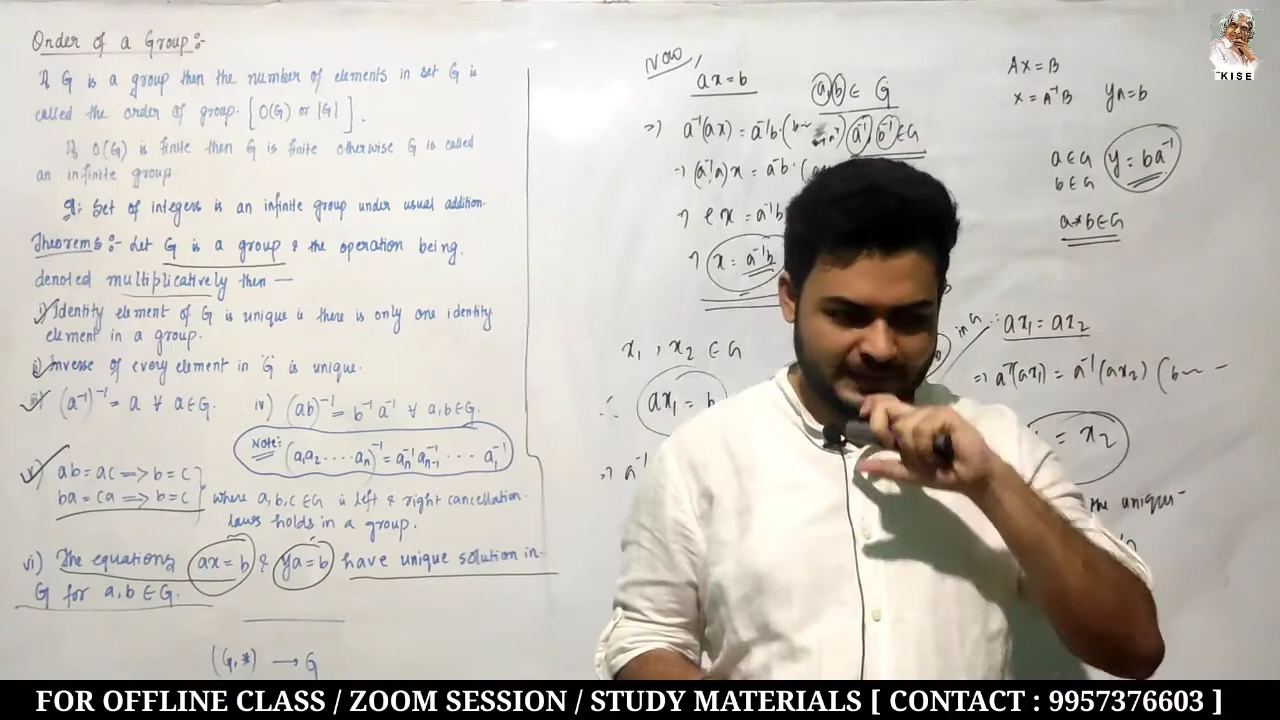 Order of a Group:-
If G is a group then the number of elements in set G is
called the order of group. [O(G) or |G|].
If O(G) is finite then G is finite otherwise G is called
an infinite group.
Eg: Set of integers is an infinite group under usual addition.
Theorems:- Let G is a group & the operation being
denoted multiplicatively then —
i) Identity element of G is unique is there is only one identity
element in a group.
ii) Inverse of every element in G is unique.
iii) (a⁻¹)⁻¹ = a ∀ a∈G. iv) (ab)⁻¹ = b⁻¹a⁻¹ ∀ a,b∈G.
Note: (a₁a₂....aₙ)⁻¹ = aₙ⁻¹aₙ₋₁⁻¹.... a₁⁻¹
v) ab = ac => b = c
ba = ca => b = c
where a,b,c ∈G is left & right cancellation
laws holds in a group.
vi) The equations ax = b & ya = b have unique solution in
G for a,b ∈G.
(G,*) → G
Now,
ax = b
a,b ∈ G
=> a⁻¹(ax) = a⁻¹b
a⁻¹, b⁻¹ ∈G
=> (a⁻¹a)x = a⁻¹b
=> ex = a⁻¹b
=> x = a⁻¹b
x₁, x₂ ∈ G
∴ ax₁ = b
=> a⁻¹
AX = B
X = A⁻¹B
ya = b
a∈G
b∈G
y = ba⁻¹
a*b∈G
in G
∴ ax₁ = ax₂
=> a⁻¹(ax₁) = a⁻¹(ax₂)
= x₂
the unique
KISE
FOR OFFLINE CLASS / ZOOM SESSION / STUDY MATERIALS [ CONTACT : 9957376603 ]